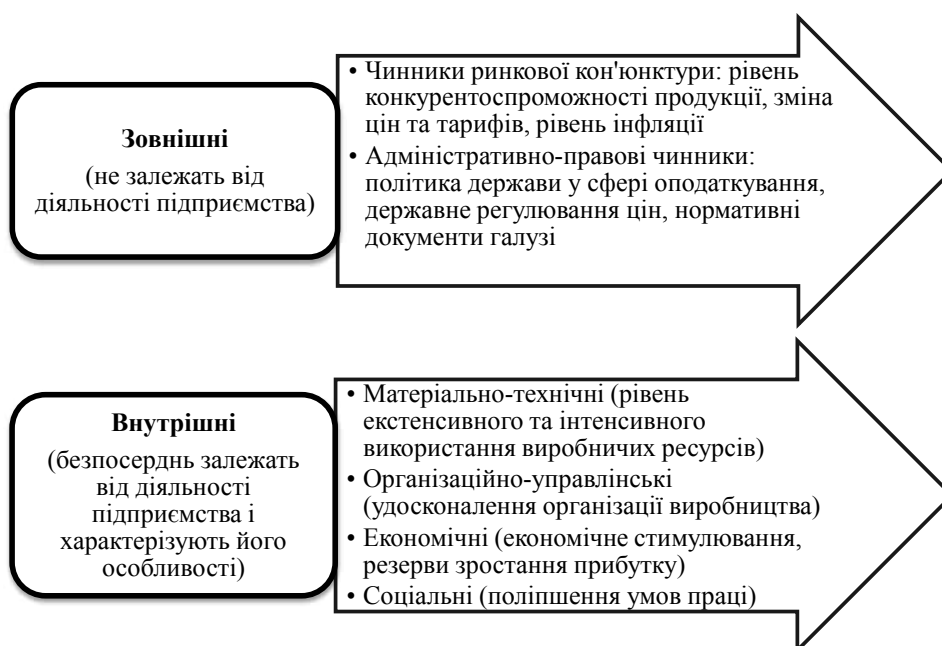 Зовнішні
(не залежать від
діяльності підприємства)
• Чинники ринкової кон'юнктури: рівень
конкурентоспроможності продукції, зміна
цін та тарифів, рівень інфляції
• Адміністративно-правові чинники:
політика держави у сфері оподаткування,
державне регулювання цін, нормативні
документи галузі
Внутрішні
(безпосерднь залежать
від діяльності
підприємства і
характерізують його
особливості)
• Матеріально-технічні (рівень
екстенсивного та інтенсивного
використання виробничих ресурсів)
• Організаційно-управлінські
(удосконалення організації виробництва)
• Економічні (економічне стимулювання,
резерви зростання прибутку)
• Соціальні (поліпшення умов праці)